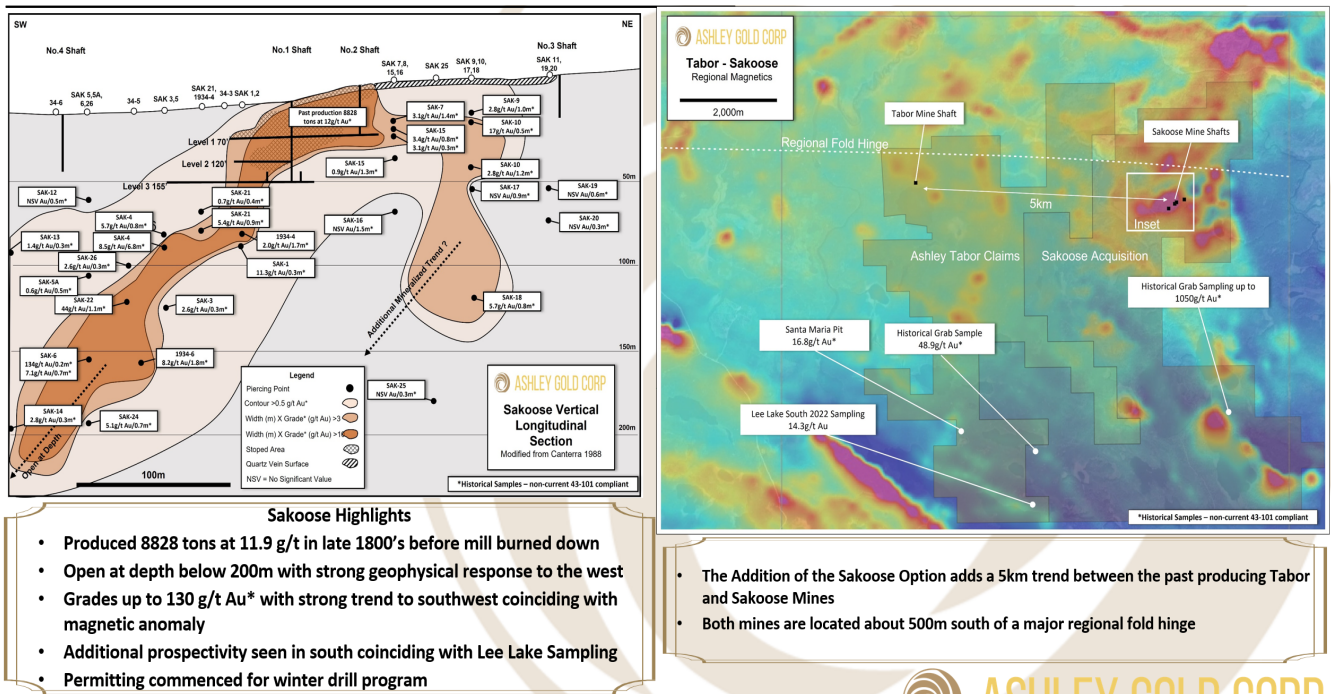 SW
NE
No.4 Shaft
No.1 Shaft
No.2 Shaft
No.3 Shaft
34-6
SAK 5,5A,
6,26
34-5
SAK 3,5
SAK 21,
1934-4
34-3
SAK 1,2
SAK 7,8,
15,16
SAK 25
SAK 9,10,
17,18
SAK 11,
19,20
Past production 8828
tons at 12g/t Au*
Level 1 70'
Level 2 120'
Level 3 155'
SAK-7
3.1g/t Au/1.4m*
SAK-15
3.4g/t Au/0.8m*
3.1g/t Au/0.3m*
SAK-9
2.8g/t Au/1.0m*
SAK-10
17g/t Au/0.5m*
SAK-15
0.9g/t Au/1.3m*
SAK-10
2.8g/t Au/1.2m*
50m
SAK-12
NSV Au/0.5m*
SAK-21
0.7g/t Au/0.4m*
SAK-17
NSV Au/0.9m*
SAK-19
NSV Au/0.6m*
SAK-4
5.7g/t Au/0.8m*
SAK-21
5.4g/t Au/0.9m*
SAK-16
NSV Au/1.5m*
SAK-20
NSV Au/0.3m*
SAK-13
1.4g/t Au/0.3m*
SAK-4
8.5g/t Au/6.8m*
1934-4
2.0g/t Au/1.7m*
SAK-26
2.6g/t Au/0.3m*
SAK-1
11.3g/t Au/0.3m*
100m
SAK-5A
0.6g/t Au/0.5m*
SAK-22
44g/t Au/1.1m*
SAK-3
2.6g/t Au/0.3m*
Additional Mineralized Trend ?
SAK-18
5.7g/t Au/0.8m*
150m
SAK-6
134g/t Au/0.2m*
7.1g/t Au/0.7m*
1934-6
8.2g/t Au/1.8m*
SAK-25
NSV Au/0.3m*
SAK-14
2.8g/t Au/0.3m*
SAK-24
5.1g/t Au/0.7m*
200m
Open at Depth
100m
Legend
Piercing Point
Contour >0.5 g/t Au*
Width (m) X Grade* (g/t Au) >3
Width (m) X Grade* (g/t Au) >10
Stoped Area
Quartz Vein Surface
NSV = No Significant Value
ASHLEY GOLD CORP
Sakoose Vertical
Longitudinal
Section
Modified from Canterra 1988
*Historical Samples – non-current 43-101 compliant
ASHLEY GOLD CORP
Tabor - Sakoose
Regional Magnetics
2,000m
Tabor Mine Shaft
Sakoose Mine Shafts
Regional Fold Hinge
5km
Inset
Ashley Tabor Claims
Sakoose Acquisition
Historical Grab Sampling up to
1050g/t Au*
Santa Maria Pit
16.8g/t Au*
Historical Grab Sample
48.9g/t Au*
Lee Lake South 2022 Sampling
14.3g/t Au
*Historical Samples – non-current 43-101 compliant
Sakoose Highlights
• Produced 8828 tons at 11.9 g/t in late 1800's before mill burned down
• Open at depth below 200m with strong geophysical response to the west
• Grades up to 130 g/t Au* with strong trend to southwest coinciding with
magnetic anomaly
• Additional prospectivity seen in south coinciding with Lee Lake Sampling
• Permitting commenced for winter drill program
• The Addition of the Sakoose Option adds a 5km trend between the past producing Tabor
and Sakoose Mines
• Both mines are located about 500m south of a major regional fold hinge
ASHLEY GOLD CORP